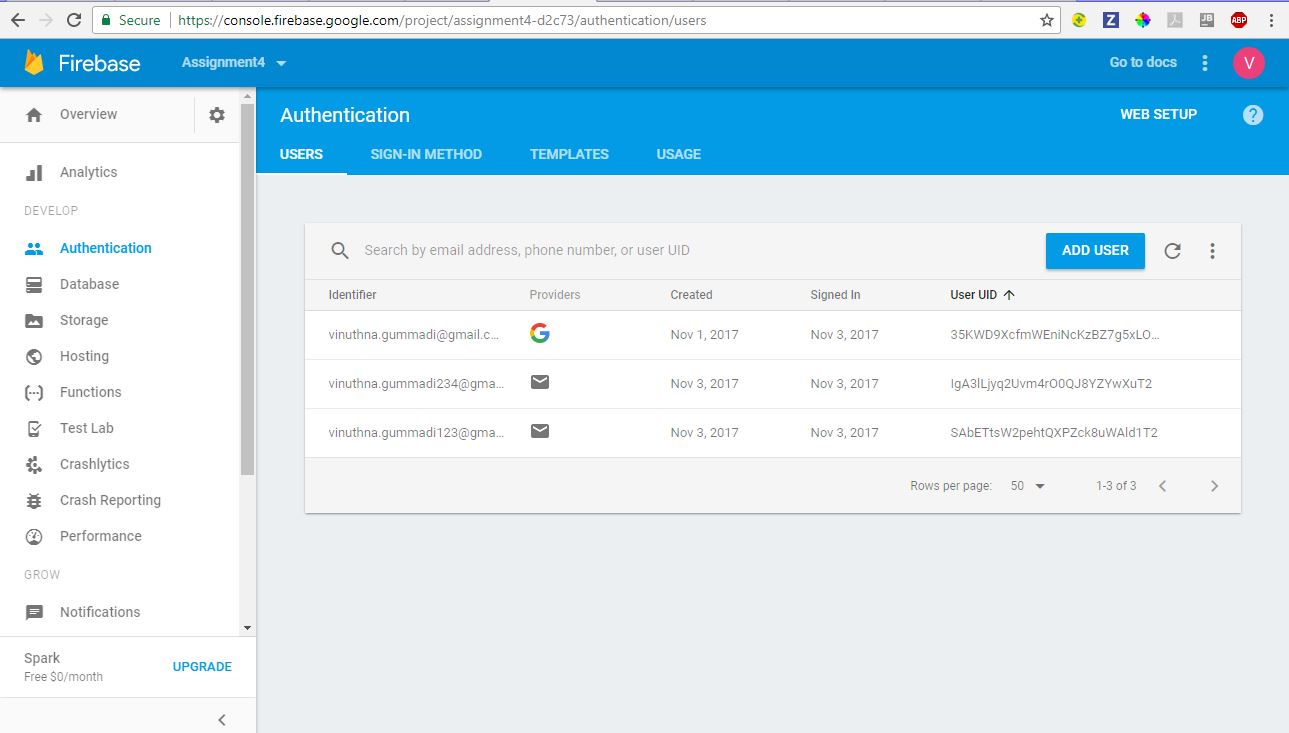 Secure https://console.firebase.google.com/project/assignment4-d2c73/authentication/users
Z
JB
ABP
Firebase Assignment4 Go to docs V
Overview
Authentication WEB SETUP ?
USERS SIGN-IN METHOD TEMPLATES USAGE
Analytics
DEVELOP
Authentication
Database
Storage
Hosting
Functions
Test Lab
Crashlytics
Crash Reporting
Performance
GROW
Notifications
Spark
Free $0/month
UPGRADE
Search by email address, phone number, or user UID ADD USER
Identifier Providers Created Signed In User UID
vinuthna.gummadi@gmail.c... G Nov 1, 2017 Nov 3, 2017 35KWD9XcfmWEniNcKzBZ7g5xLO...
vinuthna.gummadi234@gma... Nov 3, 2017 Nov 3, 2017 IgA3lLjyq2Uvm4rO0QJ8YZYwXuT2
vinuthna.gummadi123@gma... Nov 3, 2017 Nov 3, 2017 SAbETtsW2pehtQXPZck8uWAld1T2
Rows per page: 50 1-3 of 3